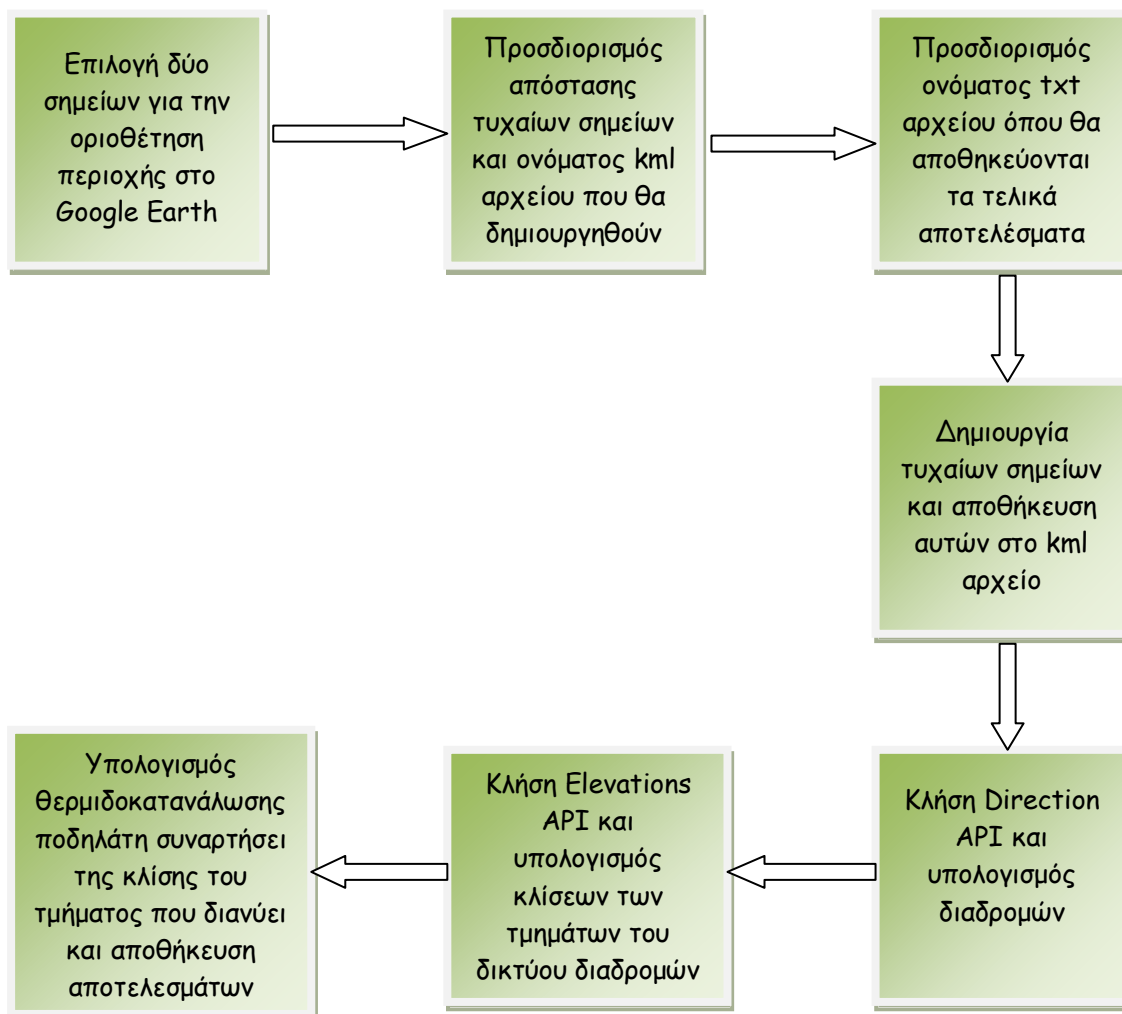 Επιλογή δύο
σημείων για την
οριοθέτηση
περιοχής στο
Google Earth
Προσδιορισμός
απόστασης
τυχαίων σημείων
και ονόματος kml
αρχείου που θα
δημιουργηθούν
Προσδιορισμός
ονόματος txt
αρχείου όπου θα
αποθηκεύονται
τα τελικά
αποτελέσματα
Δημιουργία
τυχαίων σημείων
και αποθήκευση
αυτών στο kml
αρχείο
Κλήση Direction
API και
υπολογισμός
διαδρομών
Κλήση Elevations
API και
υπολογισμός
κλίσεων των
τμημάτων του
δικτύου διαδρομών
Υπολογισμός
θερμιδοκατανάλωσης
ποδηλάτη συναρτήσει
της κλίσης του
τμήματος που διανύει
και αποθήκευση
αποτελεσμάτων